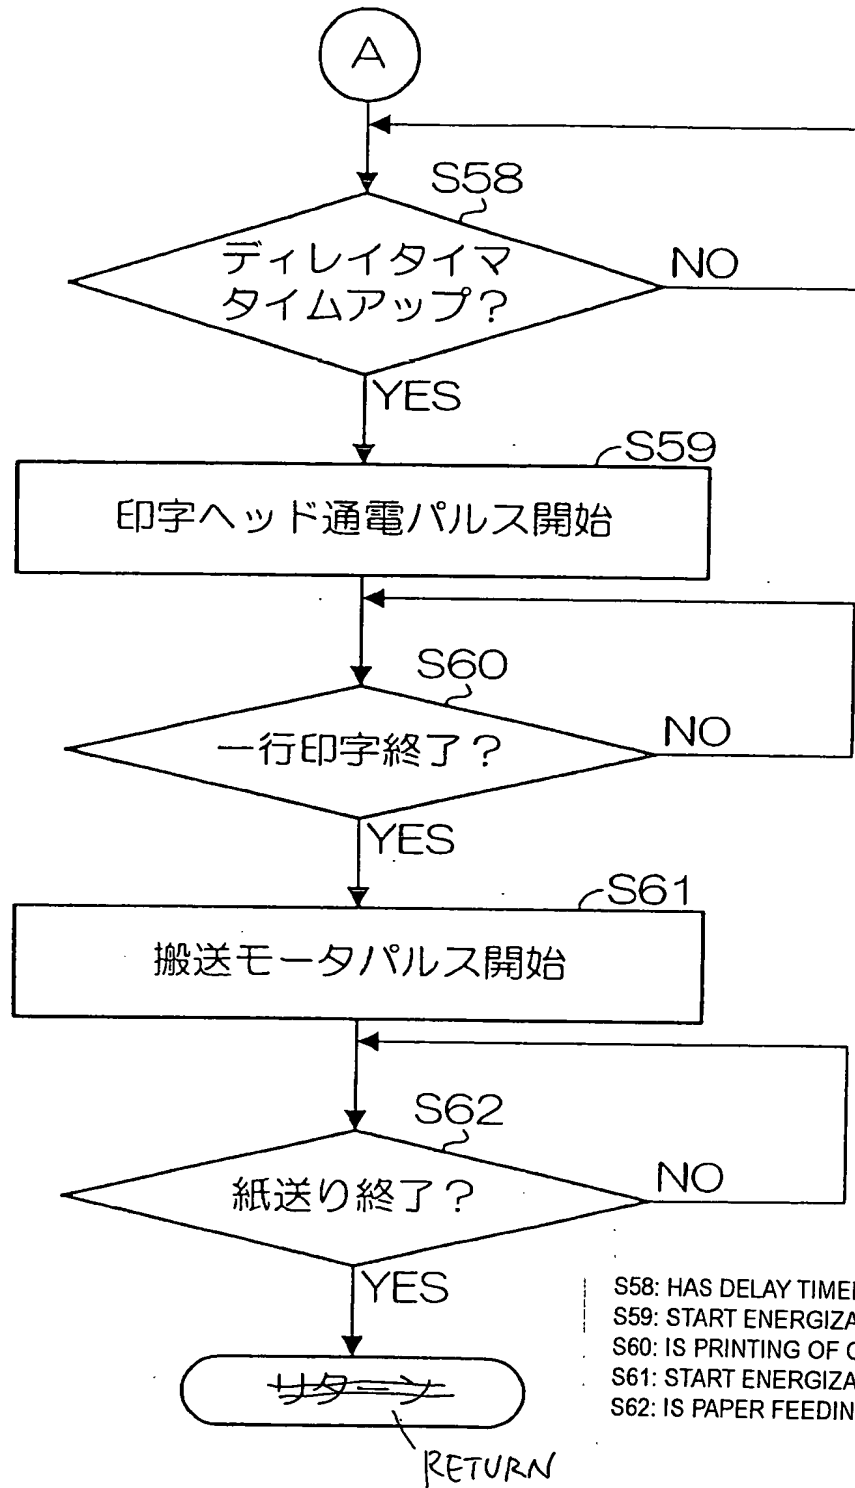 A
S58
ディレイタイマ
タイムアップ?
NO
YES
S59
印字ヘッド通電パルス開始
S60
一行印字終了?
NO
YES
S61
搬送モータパルス開始
S62
紙送り終了?
NO
YES
S58: HAS DELAY TIME
S59: START ENERGIZA
S60: IS PRINTING OF
S61: START ENERGIZA
S62: IS PAPER FEEDIN
リターン
RETURN